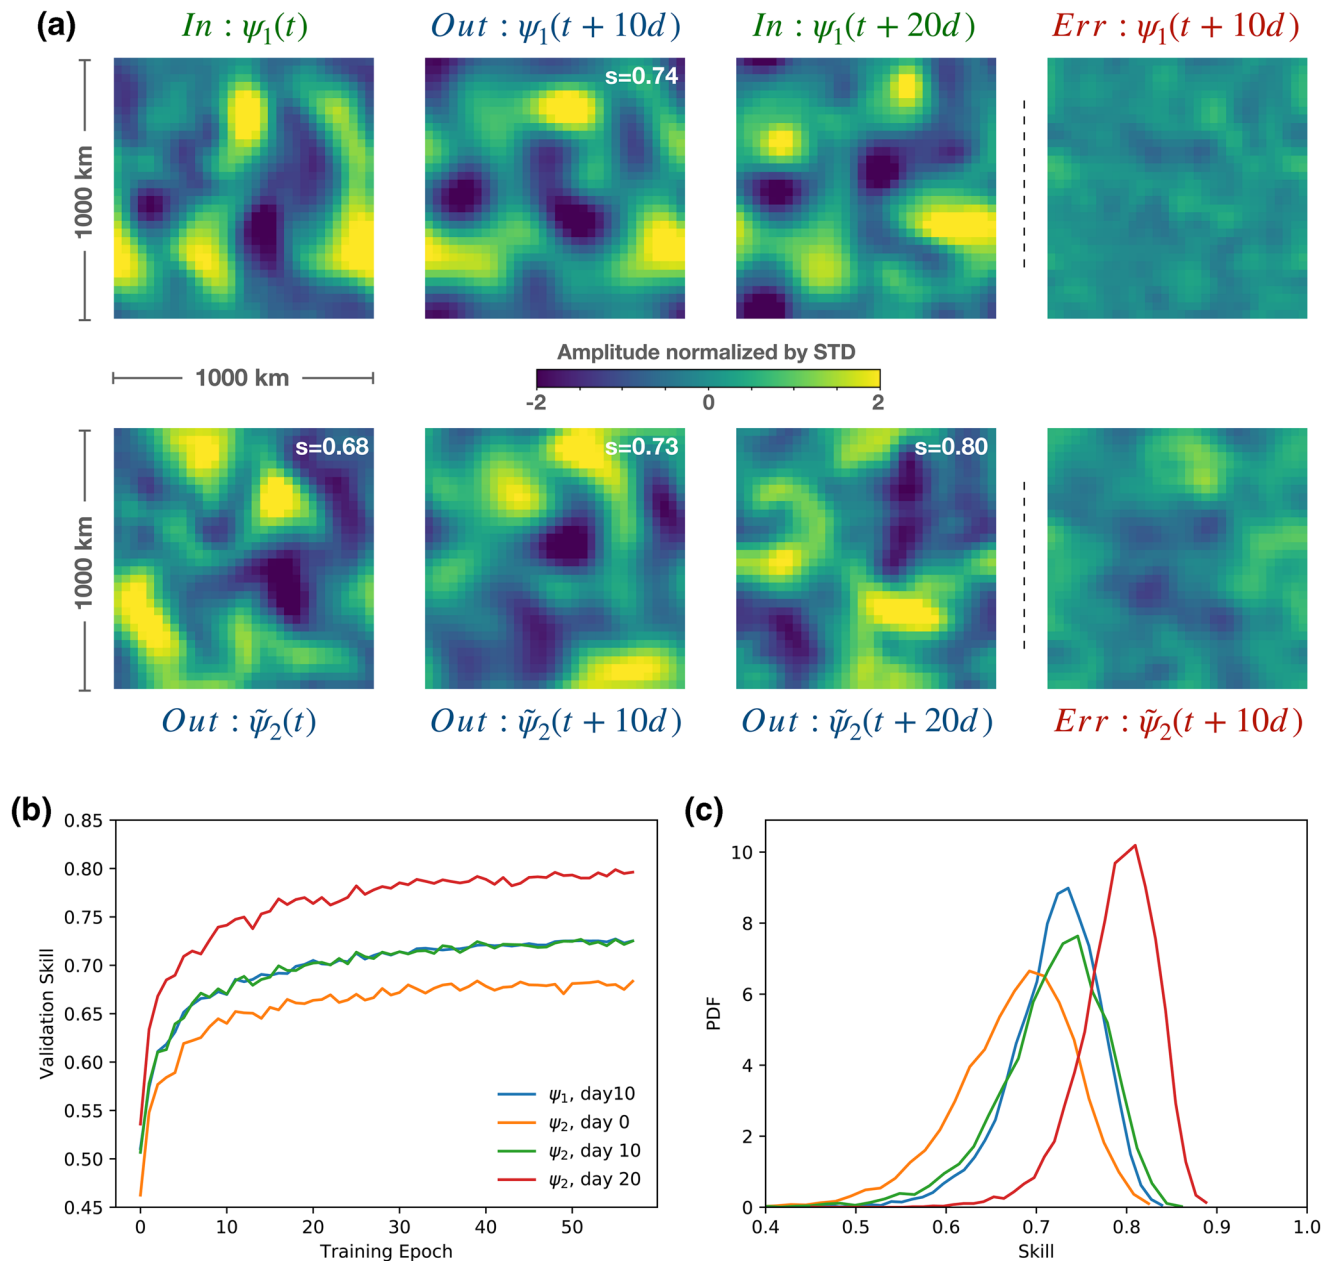 (a)
In : ψ₁(t)
Out : ψ₁(t + 10d)
In : ψ₁(t + 20d)
Err : ψ₁(t + 10d)
s=0.74
1000 km
1000 km
Amplitude normalized by STD
-2 0 2
s=0.68
s=0.73
s=0.80
1000 km
Out : ψ̃₂(t)
Out : ψ̃₂(t + 10d)
Out : ψ̃₂(t + 20d)
Err : ψ̃₂(t + 10d)
(b)
0.85
0.80
0.75
0.70
0.65
0.60
0.55
0.50
0.45
Validation Skill
ψ₁, day10
ψ₂, day 0
ψ₂, day 10
ψ₂, day 20
0 10 20 30 40 50
Training Epoch
(c)
10
8
6
4
2
0
PDF
0.4 0.5 0.6 0.7 0.8 0.9 1.0
Skill